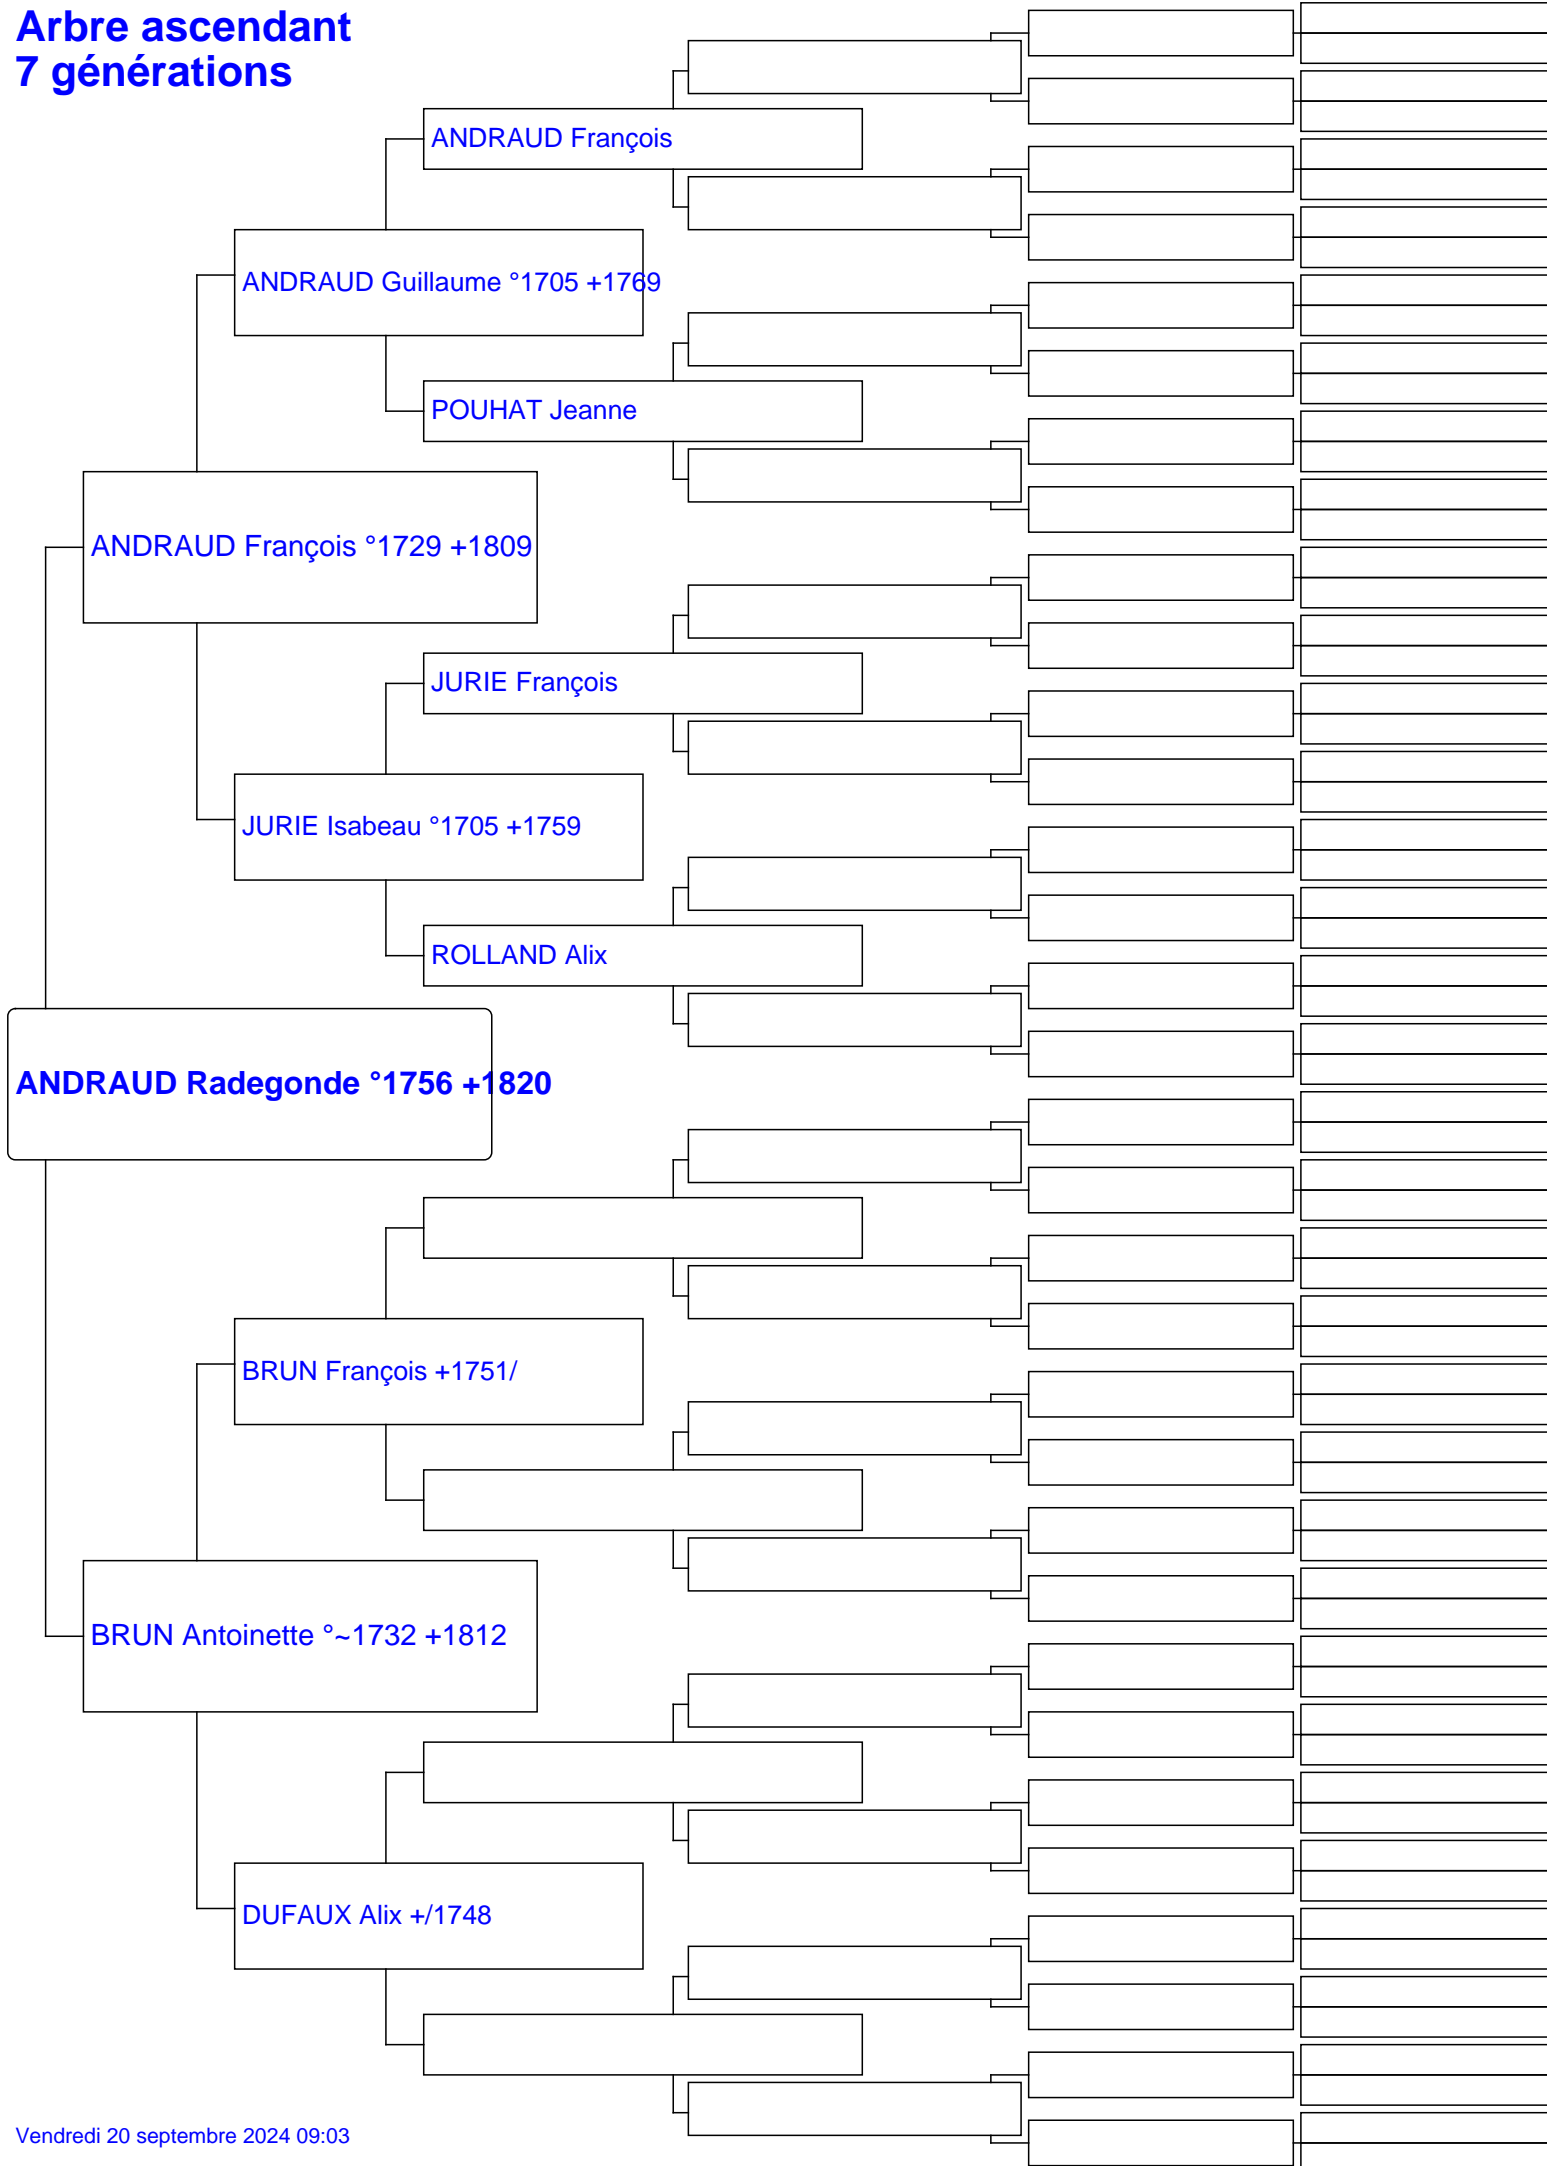 Arbre ascendant
7 générations
ANDRAUD François
ANDRAUD Guillaume °1705 +1769
POUHAT Jeanne
ANDRAUD François °1729 +1809
JURIE François
JURIE Isabeau °1705 +1759
ROLLAND Alix
ANDRAUD Radegonde °1756 +1820
BRUN François +1751/
BRUN Antoinette °~1732 +1812
DUFAUX Alix +/1748
Vendredi 20 septembre 2024 09:03